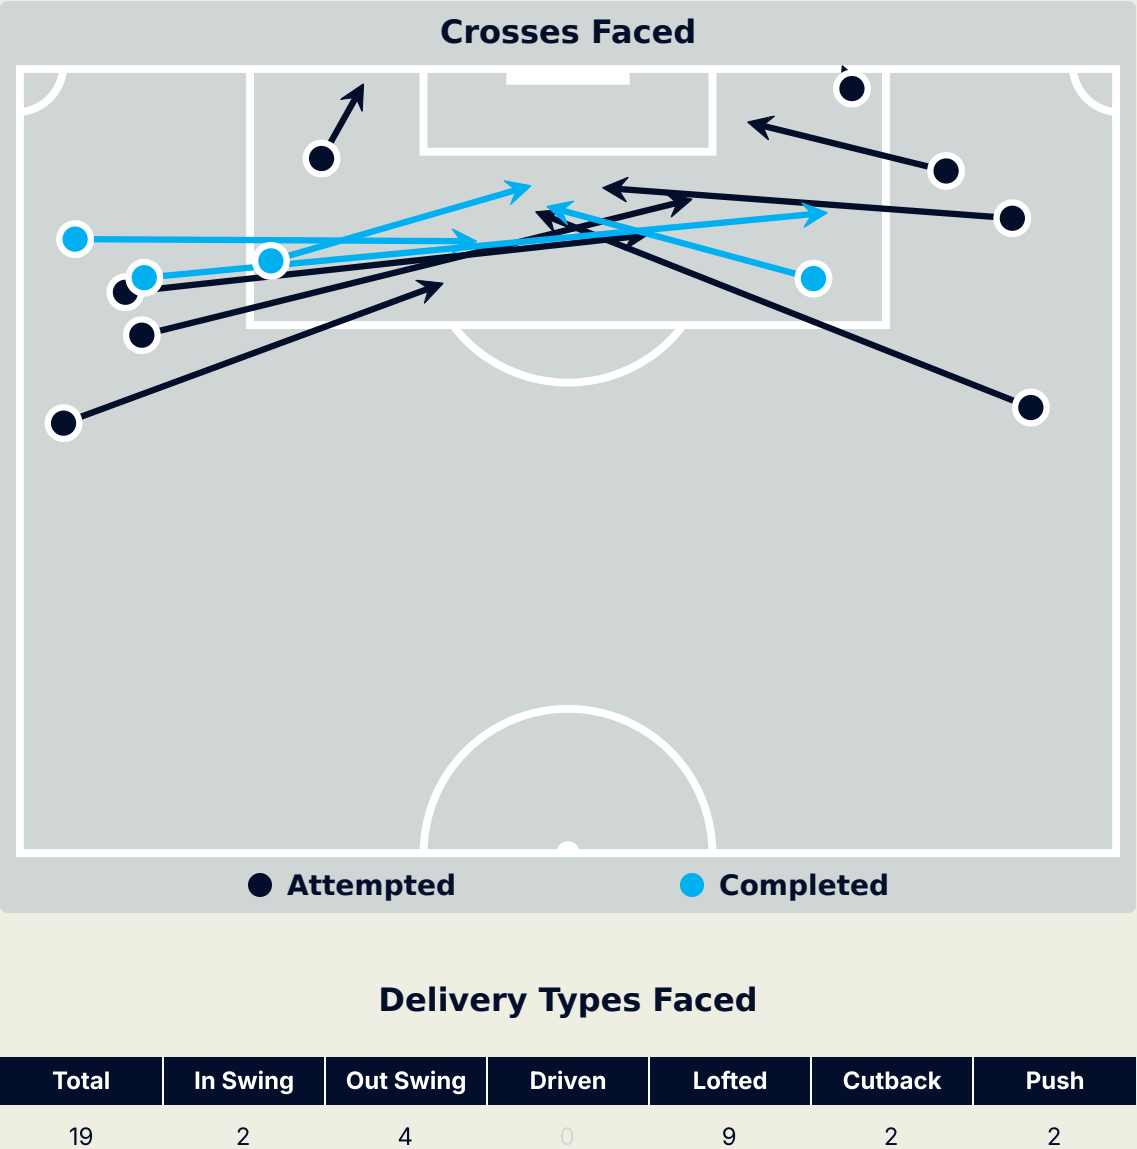 Crosses Faced
Attempted Completed
Delivery Types Faced
Total In Swing Out Swing Driven Lofted Cutback Push
19 2 4 0 9 2 2